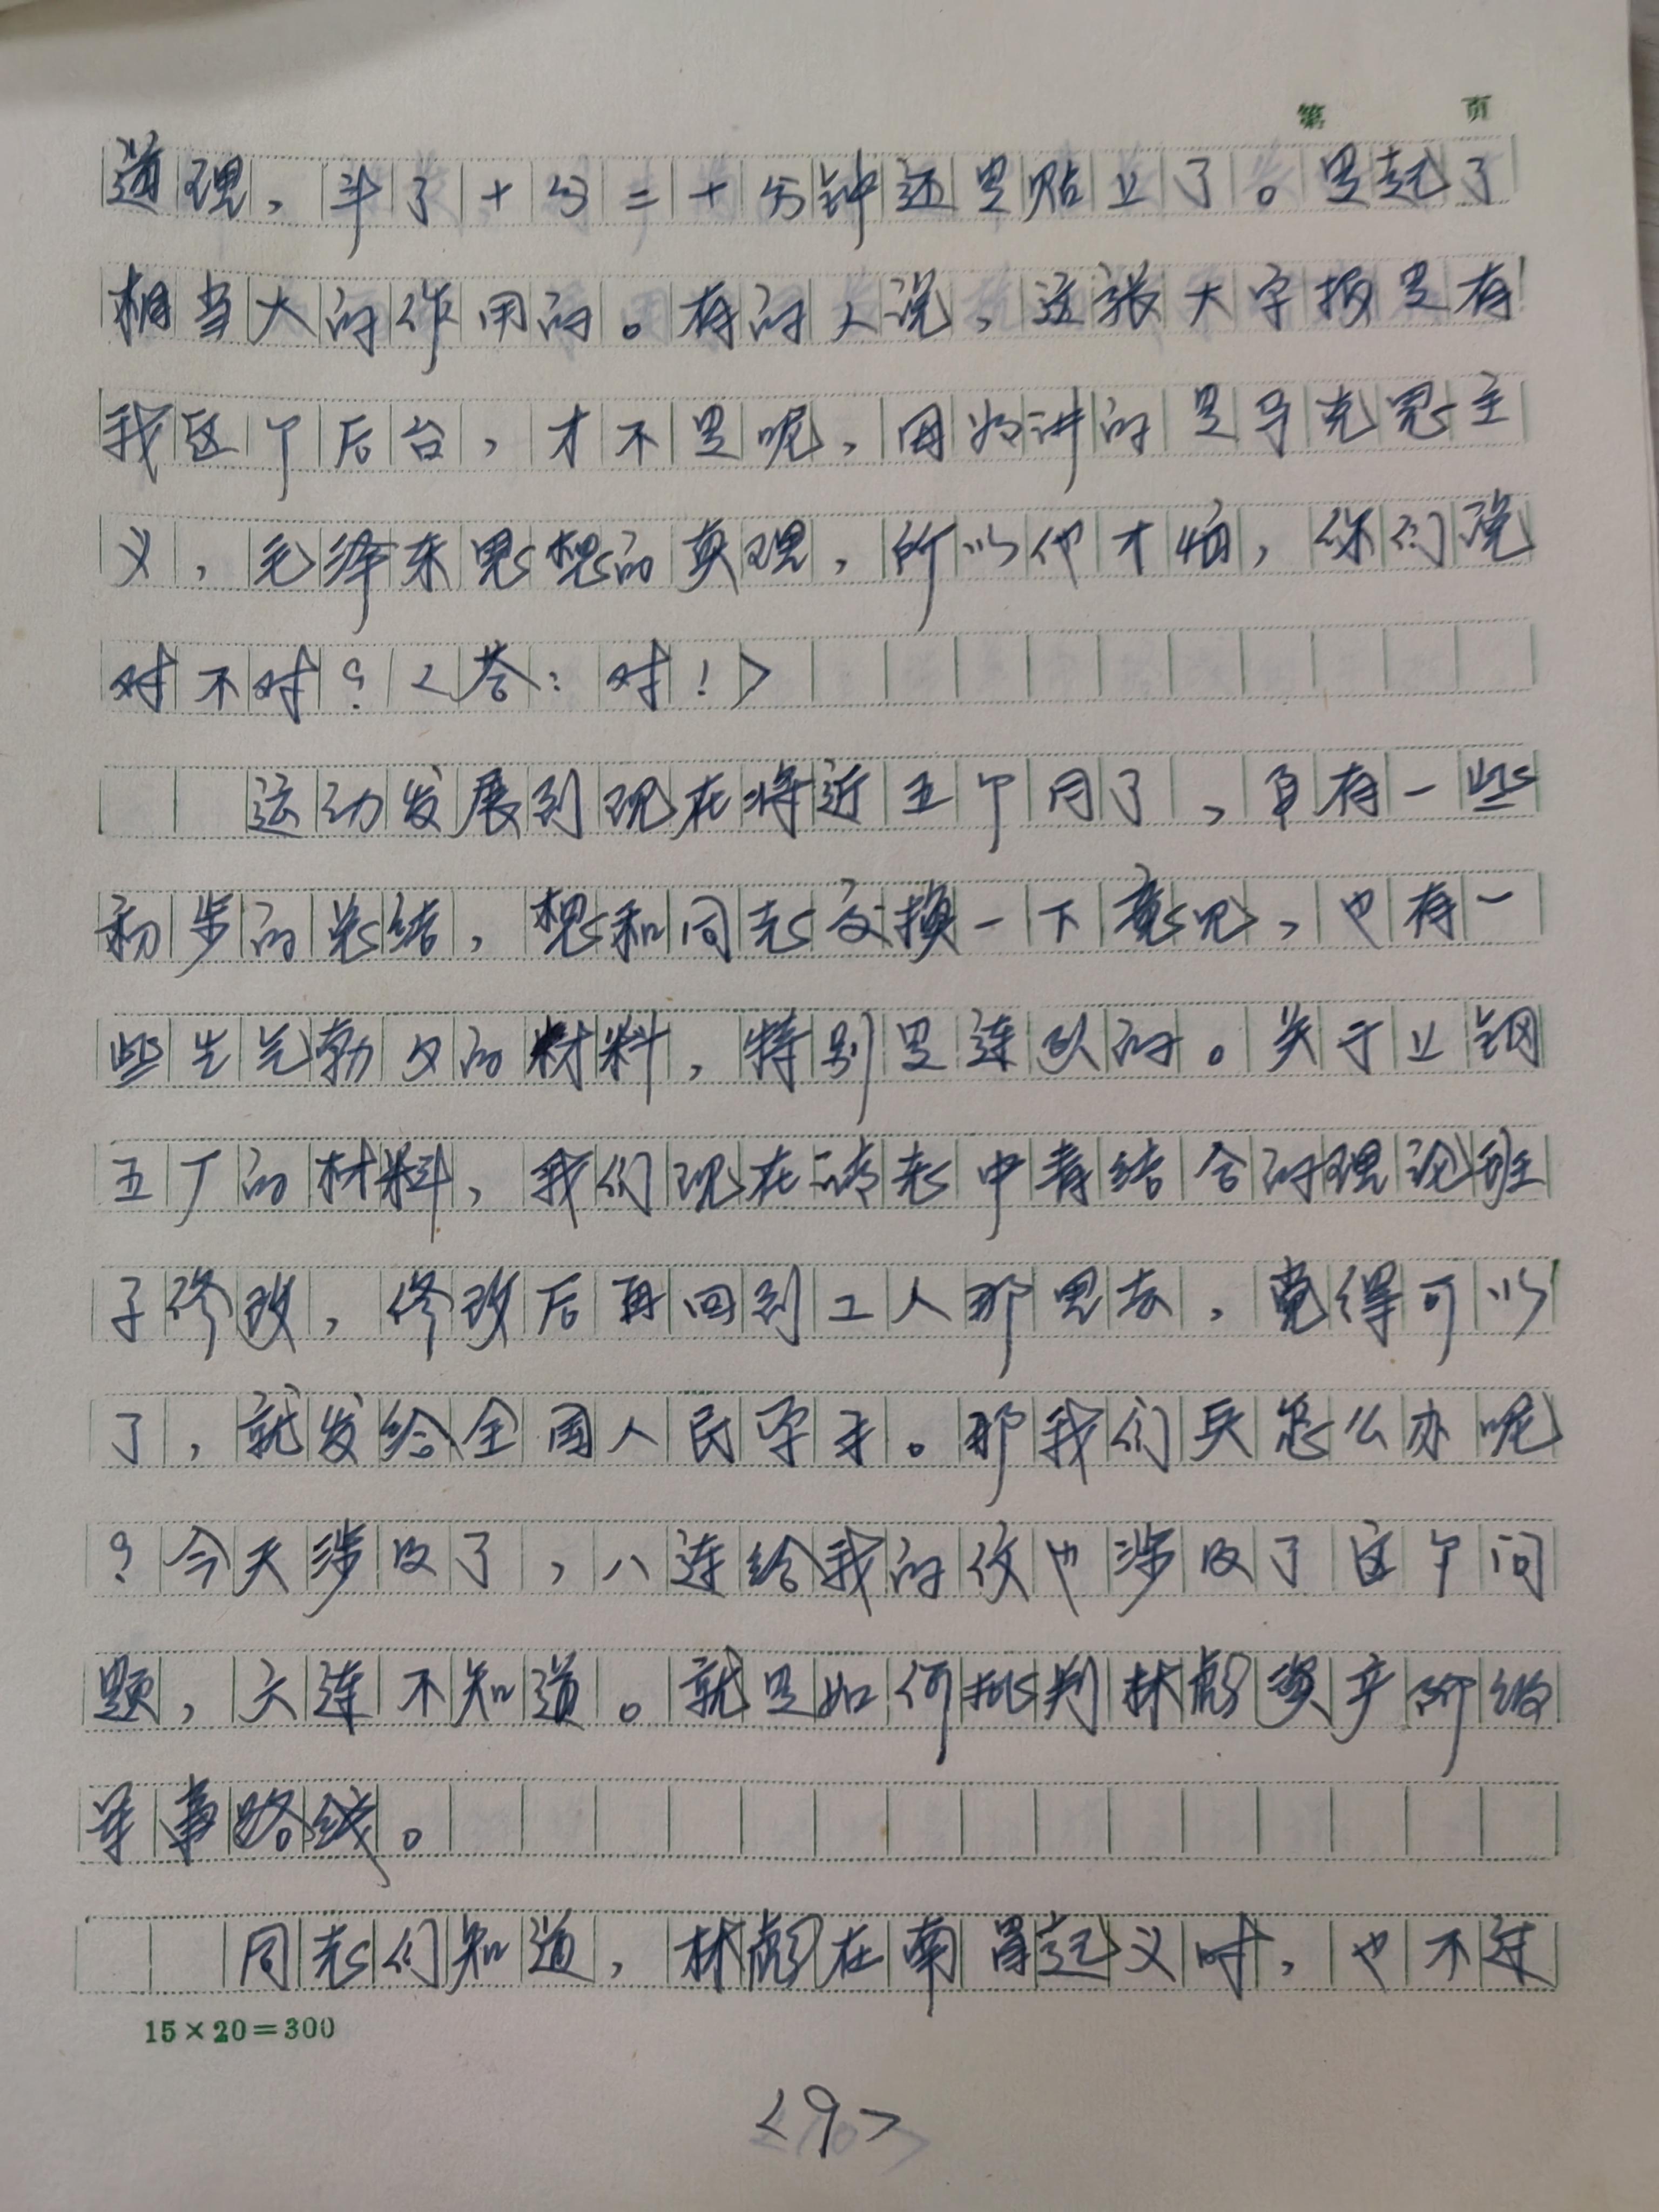 第 页
道理，斗了十分二十分钟还是贴上了。是起了
相当大的作用的。有的人说，这张大字报是有
我这个后台，才不是呢，因为讲的是马克思主
义，毛泽东思想的真理，所以他才怕，你们说
对不对？<答：对！>
运动发展到现在将近五个月了，身有一些
初步的总结，想和同志交换一下意见，也有一
些生气勃勃的材料，特别是连队的。关于上钢
五厂的材料，我们现在请老中青结合的理论班
子修改，修改后再回到工人那里去，觉得可以
了，就发给全国人民学习。那我们兵怎么办呢
？今天涉及了，八连给我的仪也涉及了这个问
题，六连不知道。就是如何批判林彪资产阶级
军事路线。
同志们知道，林彪在南昌起义时，也不过
15×20=300
<9>